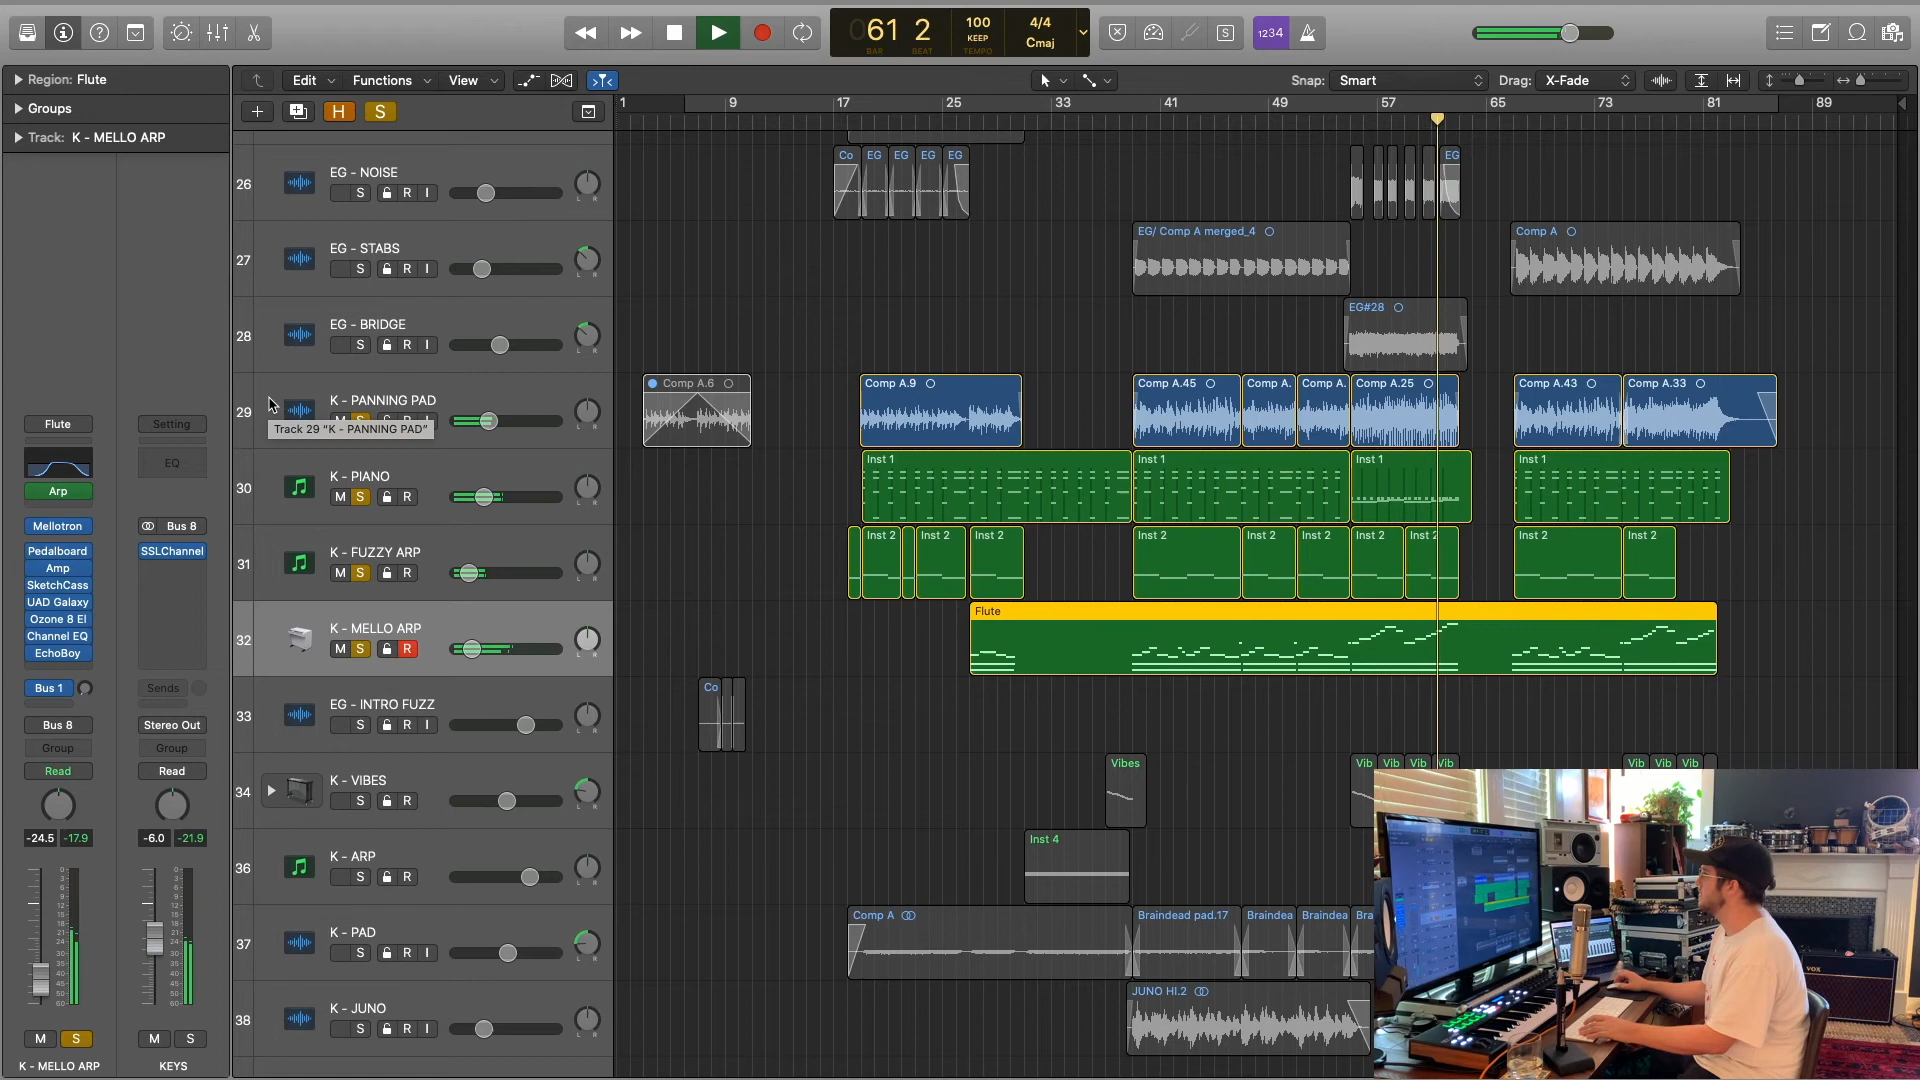 61 2
BAR BEAT
100
KEEP
TEMPO
4/4
Cmaj
S
1234
Region: Flute
Groups
Track: K - MELLO ARP
Edit Functions View
Snap: Smart
Drag: X-Fade
H S
1 9 17 25 33 41 49 57 65 73 81 89
26 EG - NOISE
S R I
Co EG EG EG EG EG
27 EG - STABS
S R I
EG/ Comp A merged_4
Comp A
28 EG - BRIDGE
S R I
EG#28
29 K - PANNING PAD
Track 29 “K - PANNING PAD”
Comp A.6
Comp A.9
Comp A.45
Comp A.
Comp A.
Comp A.25
Comp A.43
Comp A.33
30 K - PIANO
M S R
Inst 1
Inst 1
Inst 1
Inst 1
31 K - FUZZY ARP
M S R
Inst 2
Inst 2
Inst 2
Inst 2
Inst 2
Inst 2
Inst 2
Inst 2
Inst 2
Inst 2
32 K - MELLO ARP
M S R
Flute
33 EG - INTRO FUZZ
S R I
Co
34 K - VIBES
S R
Vibes
Vib Vib Vib Vib
Vib Vib Vib
36 K - ARP
S R
Inst 4
37 K - PAD
S R I
Comp A
Braindead pad.17
Braindea
Braindea
Bra
38 K - JUNO
S R I
JUNO HI.2
Flute
Arp
Mellotron
Pedalboard
Amp
SketchCass
UAD Galaxy
Ozone 8 El
Channel EQ
EchoBoy
Bus 1
Bus 8
Group
Read
-24.5 -17.9
M S
K - MELLO ARP
Setting
EQ
Bus 8
SSLChannel
Sends
Stereo Out
Group
Read
-6.0 -21.9
M S
KEYS
VOX